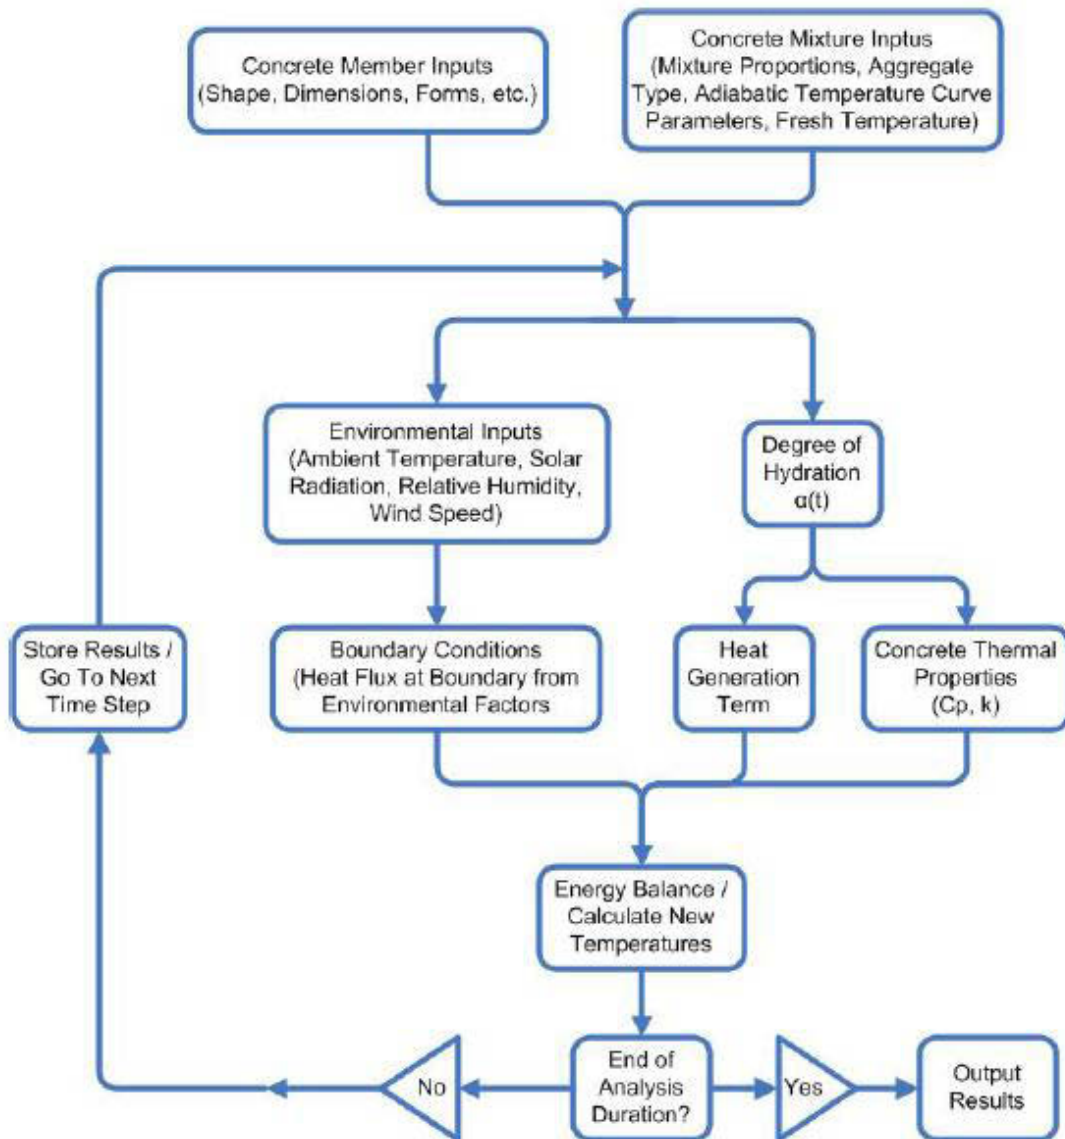 Concrete Member Inputs
(Shape, Dimensions, Forms, etc.)
Concrete Mixture Inptus
(Mixture Proportions, Aggregate
Type, Adiabatic Temperature Curve
Parameters, Fresh Temperature)
Environmental Inputs
(Ambient Temperature, Solar
Radiation, Relative Humidity,
Wind Speed)
Degree of
Hydration
α(t)
Store Results /
Go To Next
Time Step
Boundary Conditions
(Heat Flux at Boundary from
Environmental Factors
Heat
Generation
Term
Concrete Thermal
Properties
(Cp, k)
Energy Balance /
Calculate New
Temperatures
No
End of
Analysis
Duration?
Yes
Output
Results